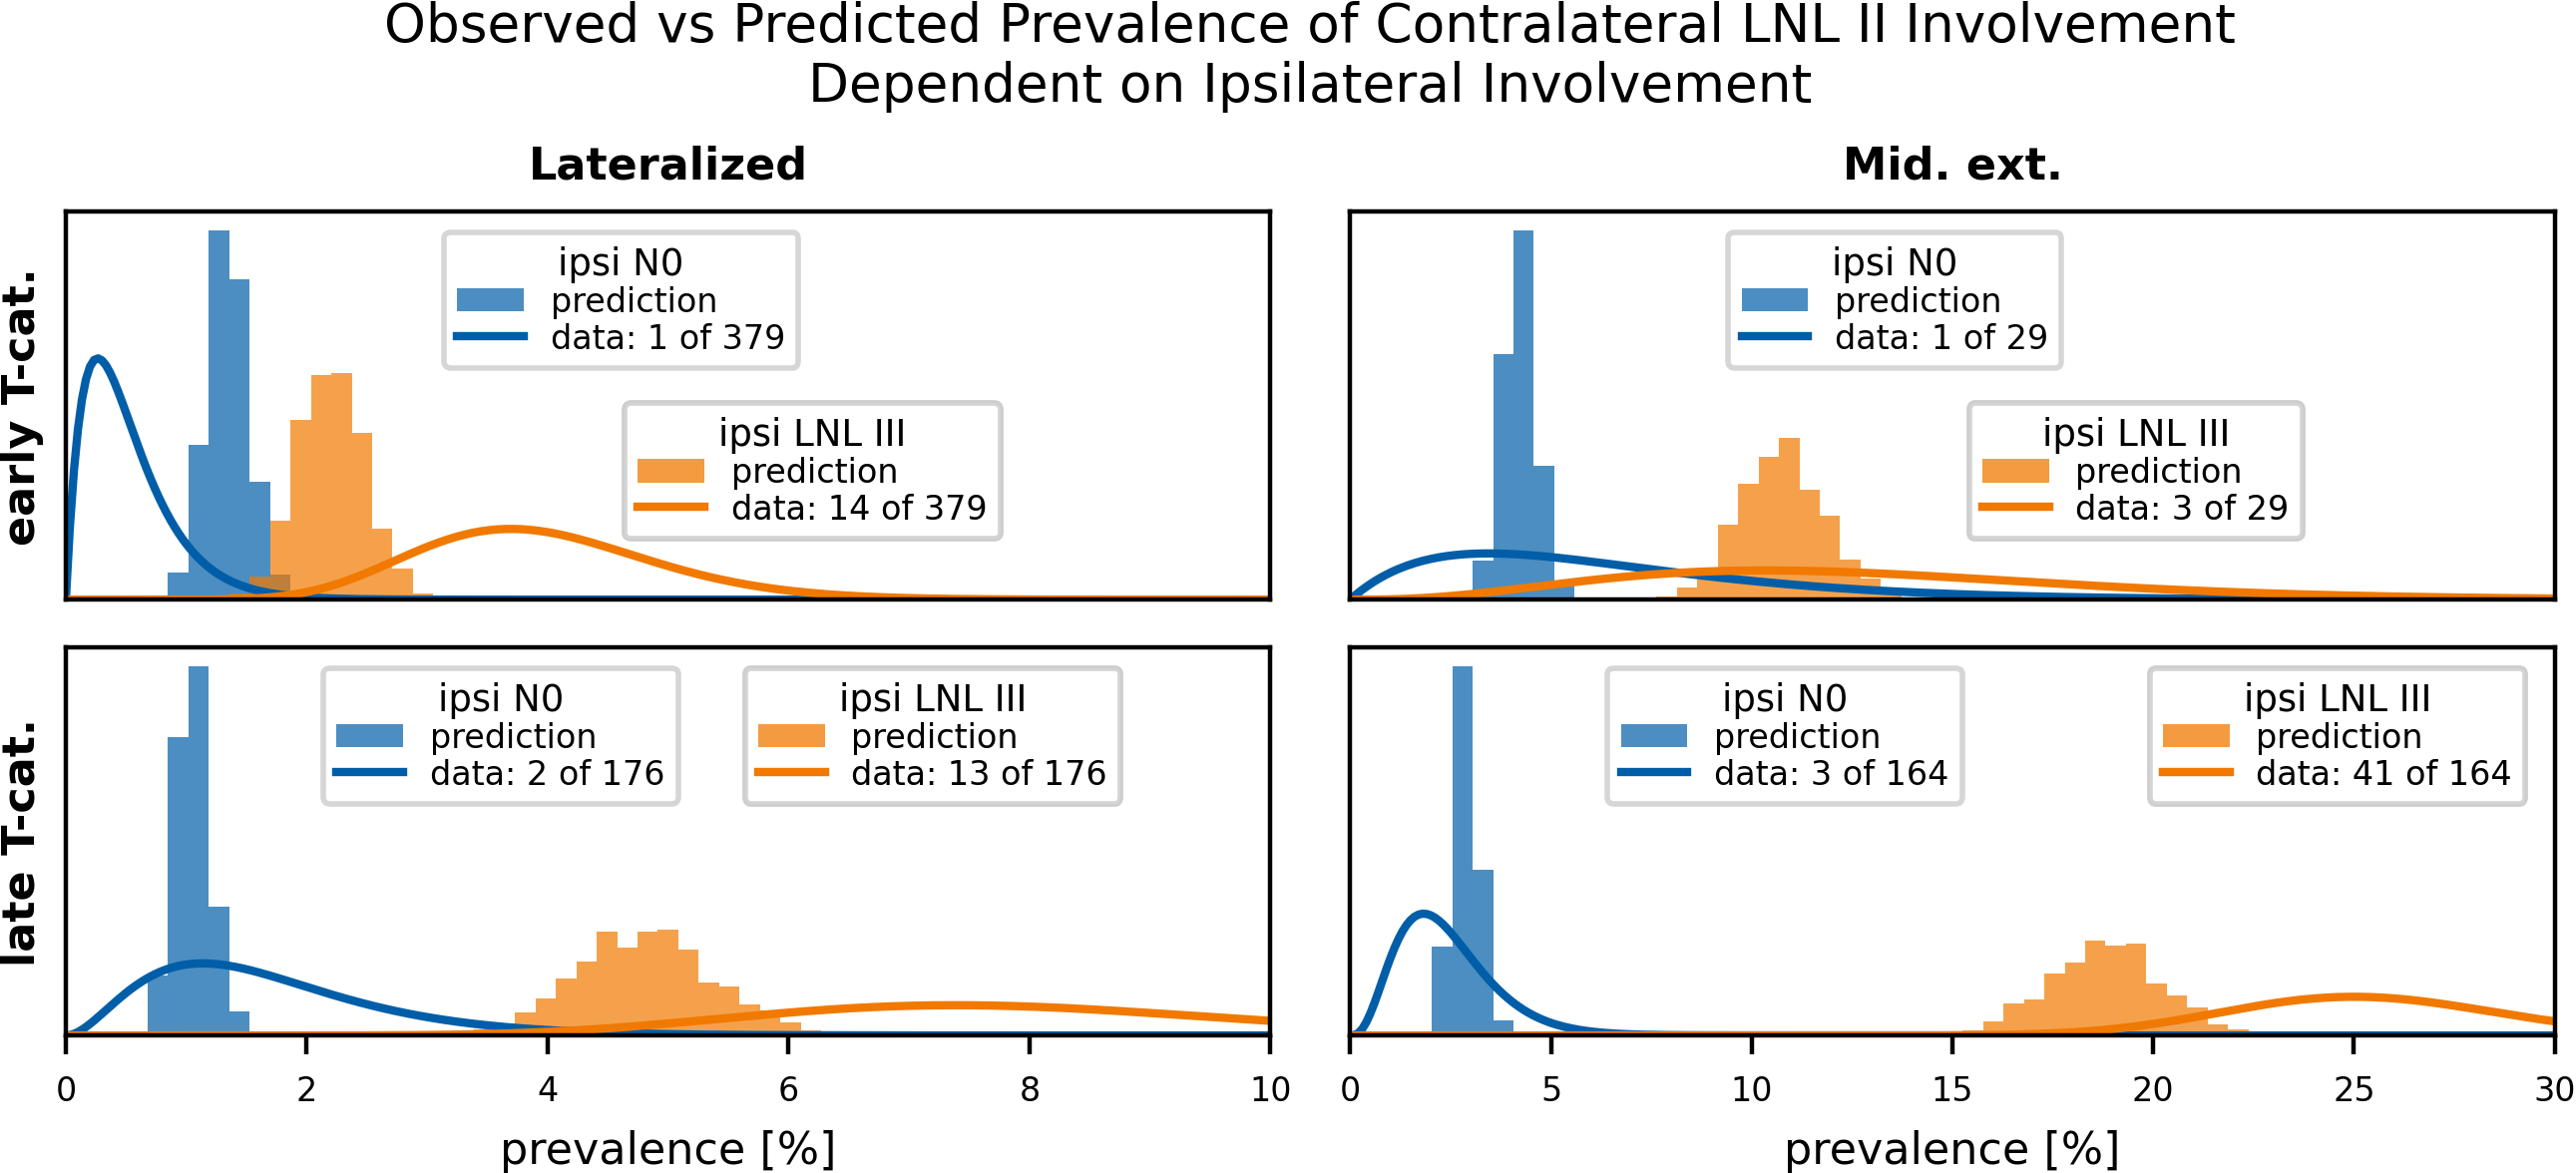 Observed vs Predicted Prevalence of Contralateral LNL II Involvement
Dependent on Ipsilateral Involvement
Lateralized
Mid. ext.
early T-cat.
ipsi N0
prediction
data: 1 of 379
ipsi LNL III
prediction
data: 14 of 379
ipsi N0
prediction
data: 1 of 29
ipsi LNL III
prediction
data: 3 of 29
late T-cat.
ipsi N0
prediction
data: 2 of 176
ipsi LNL III
prediction
data: 13 of 176
ipsi N0
prediction
data: 3 of 164
ipsi LNL III
prediction
data: 41 of 164
0 2 4 6 8 10
0 5 10 15 20 25 30
prevalence [%]
prevalence [%]